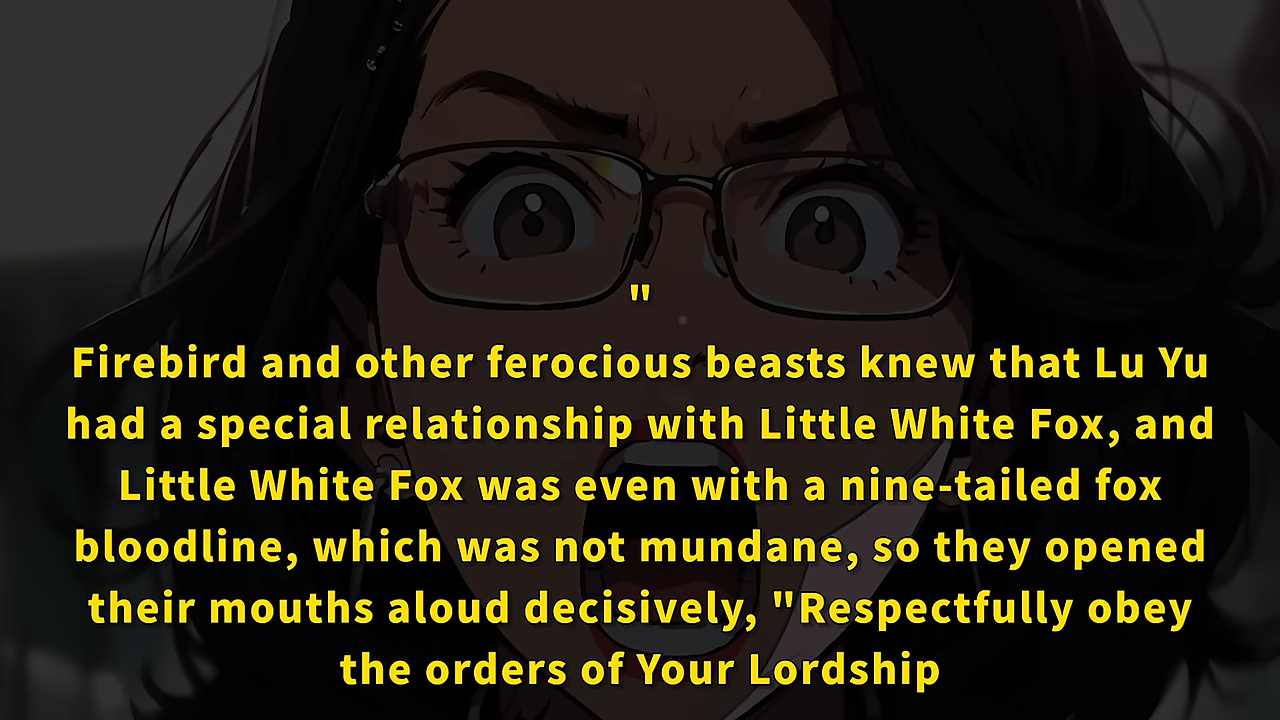 "
Firebird and other ferocious beasts knew that Lu Yu
had a special relationship with Little White Fox, and
Little White Fox was even with a nine-tailed fox
bloodline, which was not mundane, so they opened
their mouths aloud decisively, "Respectfully obey
the orders of Your Lordship